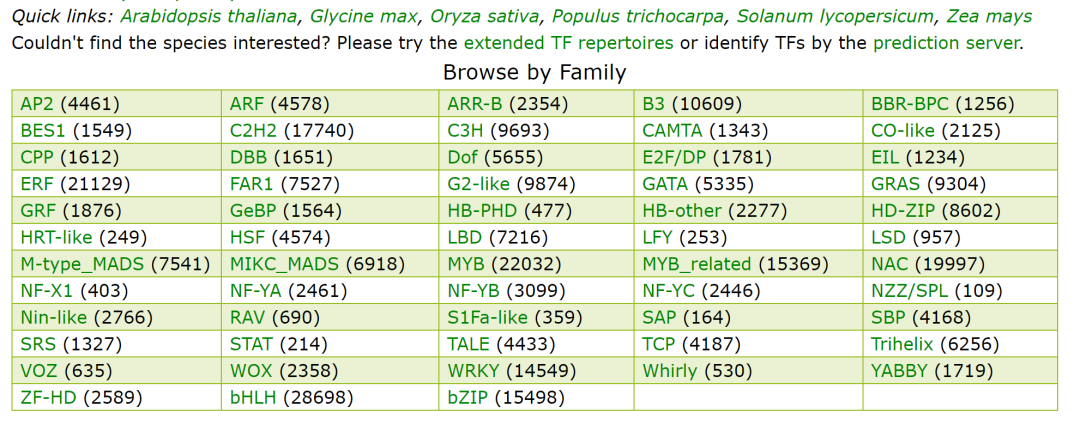 Quick links: Arabidopsis thaliana, Glycine max, Oryza sativa, Populus trichocarpa, Solanum lycopersicum, Zea mays
Couldn't find the species interested? Please try the extended TF repertoires or identify TFs by the prediction server.
Browse by Family
AP2 (4461) ARF (4578) ARR-B (2354) B3 (10609) BBR-BPC (1256)
BES1 (1549) C2H2 (17740) C3H (9693) CAMTA (1343) CO-like (2125)
CPP (1612) DBB (1651) Dof (5655) E2F/DP (1781) EIL (1234)
ERF (21129) FAR1 (7527) G2-like (9874) GATA (5335) GRAS (9304)
GRF (1876) GeBP (1564) HB-PHD (477) HB-other (2277) HD-ZIP (8602)
HRT-like (249) HSF (4574) LBD (7216) LFY (253) LSD (957)
M-type_MADS (7541) MIKC_MADS (6918) MYB (22032) MYB_related (15369) NAC (19997)
NF-X1 (403) NF-YA (2461) NF-YB (3099) NF-YC (2446) NZZ/SPL (109)
Nin-like (2766) RAV (690) S1Fa-like (359) SAP (164) SBP (4168)
SRS (1327) STAT (214) TALE (4433) TCP (4187) Trihelix (6256)
VOZ (635) WOX (2358) WRKY (14549) Whirly (530) YABBY (1719)
ZF-HD (2589) bHLH (28698) bZIP (15498)